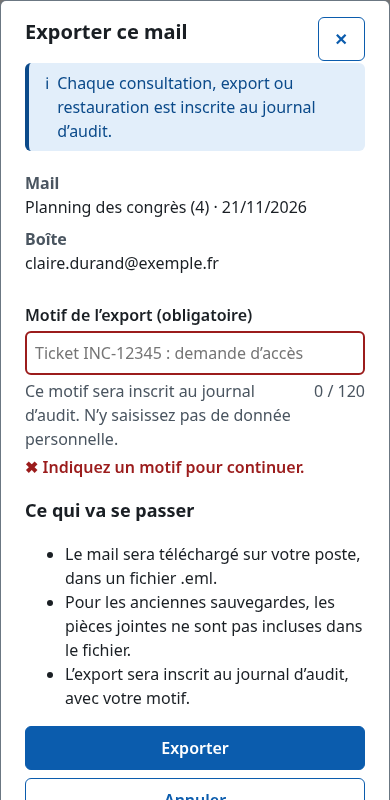 Exporter ce mail
×
i Chaque consultation, export ou
restauration est inscrite au journal
d’audit.
Mail
Planning des congrès (4) · 21/11/2026
Boîte
claire.durand@exemple.fr
Motif de l’export (obligatoire)
Ticket INC-12345 : demande d’accès
Ce motif sera inscrit au journal 0 / 120
d’audit. N’y saisissez pas de donnée
personnelle.
✖ Indiquez un motif pour continuer.
Ce qui va se passer
• Le mail sera téléchargé sur votre poste,
dans un fichier .eml.
• Pour les anciennes sauvegardes, les
pièces jointes ne sont pas incluses dans
le fichier.
• L’export sera inscrit au journal d’audit,
avec votre motif.
Exporter
Annuler